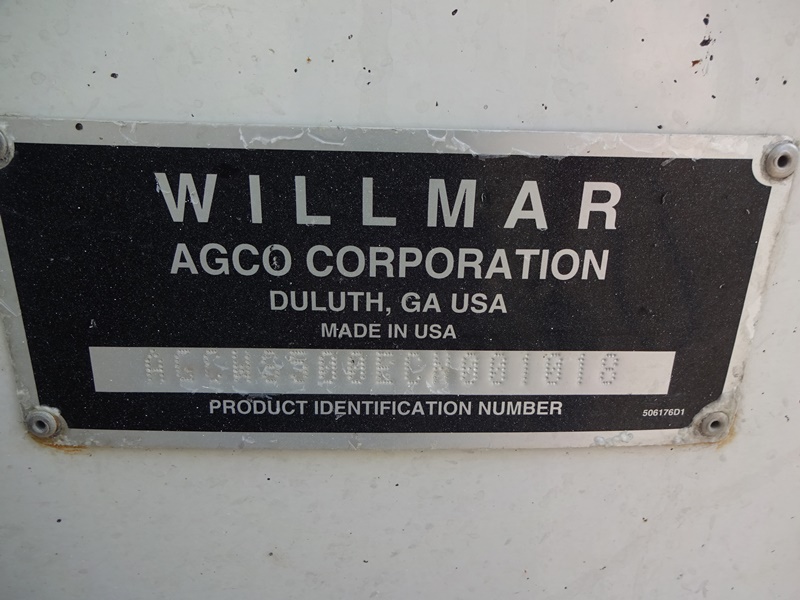 WILLMAR
AGCO CORPORATION
DULUTH, GA USA
MADE IN USA
PRODUCT IDENTIFICATION NUMBER
506176D1